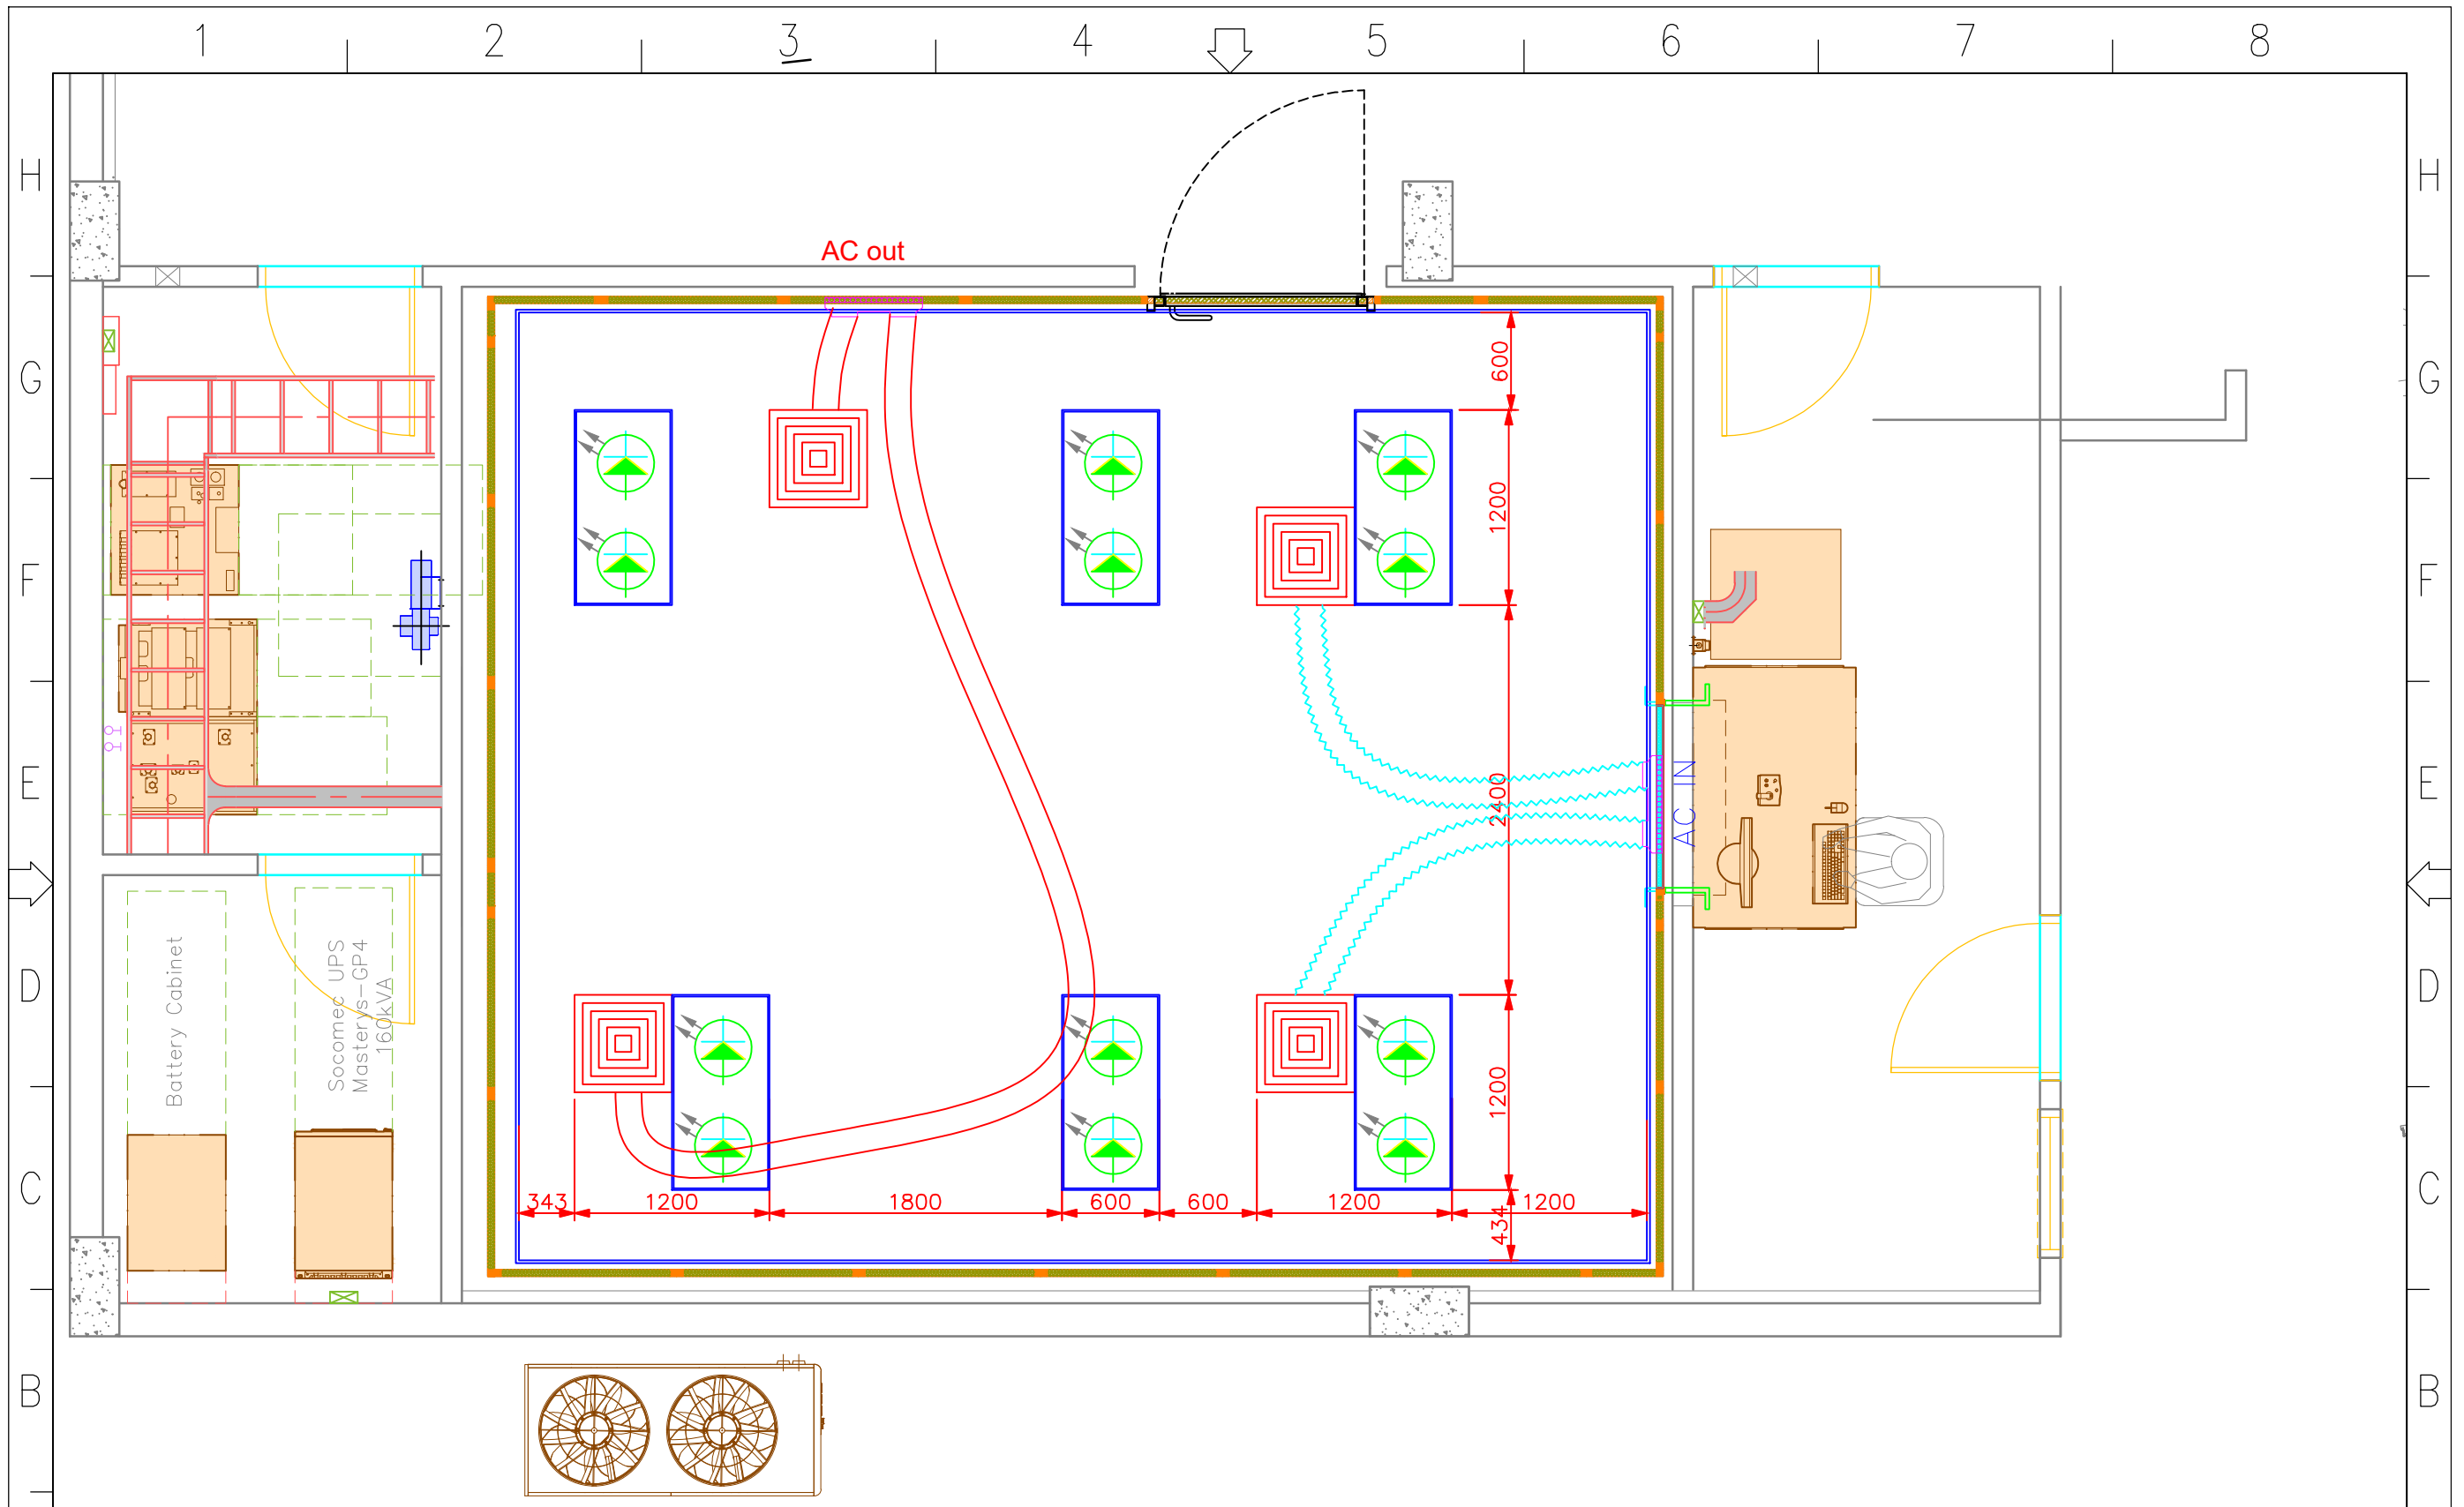 1 2 3 4 5 6 7 8
H H
AC out
G G
600
1200
F F
2400
AC IN
E E
Battery Cabinet
Socomec UPS
Masterys-GP4
160kVA
D D
1200
C C
343 1200 1800 600 600 1200 1200
434
B B